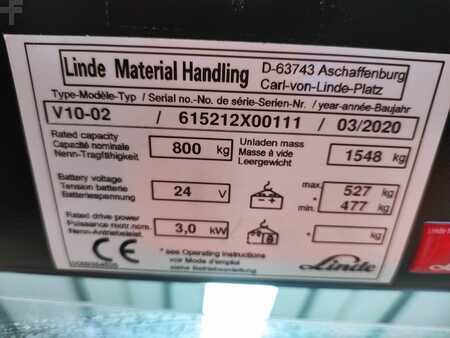 Linde Material Handling
D-63743 Aschaffenburg
Carl-von-Linde-Platz
Type-Modèle-Typ / Serial no.-No. de série-Serien-Nr. / year-année-Baujahr
V10-02 / 615212X00111 / 03/2020
Rated capacity
Capacité nominale
Nenn-Tragfähigkeit
800 kg
Unladen mass
Masse à vide
Leergewicht
1548 kg
Battery voltage
Tension batterie
Batteriespannung
24 V
max. 527 kg
min. * 477 kg
Rated drive power
Puissance motr. nom.
Nenn-Antriebsleist.
3,0 kW
* kg
CE
* see Operating Instructions
voir Mode d'emploi
siehe Betriebsanleitung
Linde